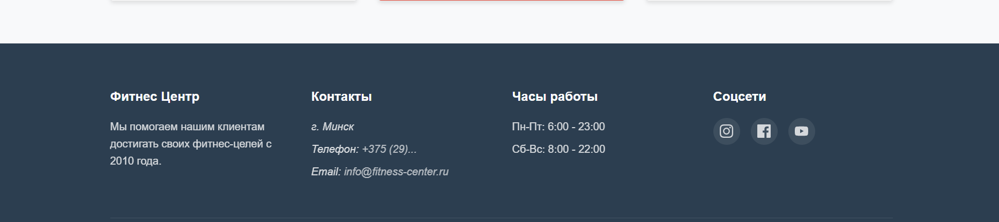 Фитнес Центр
Мы помогаем нашим клиентам
достигать своих фитнес-целей с
2010 года.
Контакты
г. Минск
Телефон: +375 (29)...
Email: info@fitness-center.ru
Часы работы
Пн-Пт: 6:00 - 23:00
Сб-Вс: 8:00 - 22:00
Соцсети